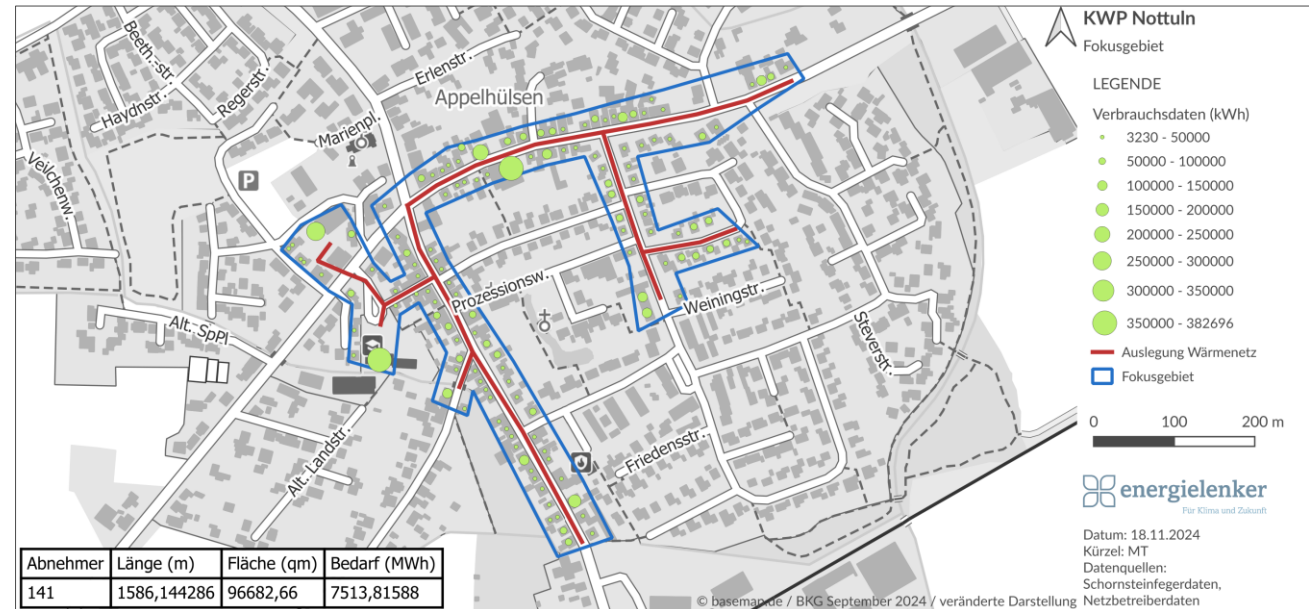 KWP Nottuln
Fokusgebiet
LEGENDE
Verbrauchsdaten (kWh)
3230 - 50000
50000 - 100000
100000 - 150000
150000 - 200000
200000 - 250000
250000 - 300000
300000 - 350000
350000 - 382696
Auslegung Wärmenetz
Fokusgebiet
0 100 200 m
energielenker
Für Klima und Zukunft
Datum: 18.11.2024
Kürzel: MT
Datenquellen:
Schornsteinfegerdaten,
Netzbetreiberdaten
Beeth.-str.
Haydnstr.
Regerstr.
Erlenstr.
Appelhülsen
Marienpl.
Veilchenw.
P
Prozessionsw.
Weiningstr.
Alt. SpPl
Steverstr.
Alt. Landstr.
Friedensstr.
Abnehmer Länge (m) Fläche (qm) Bedarf (MWh)
141 1586,144286 96682,66 7513,81588
© basemap.de / BKG September 2024 / veränderte Darstellung